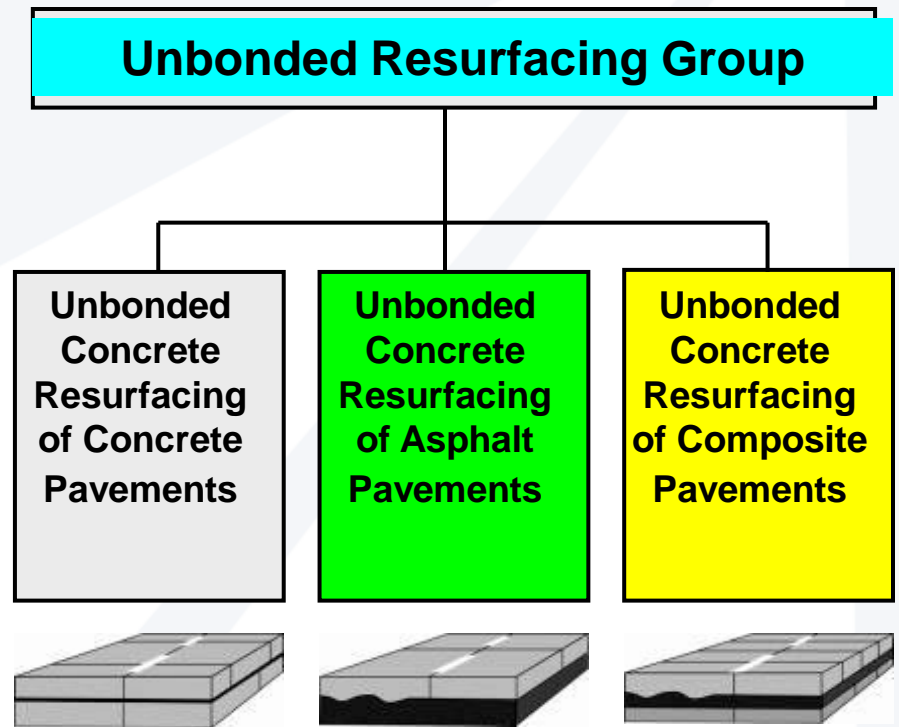 Unbonded Resurfacing Group
Unbonded
Concrete
Resurfacing
of Concrete
Pavements
Unbonded
Concrete
Resurfacing
of Asphalt
Pavements
Unbonded
Concrete
Resurfacing
of Composite
Pavements